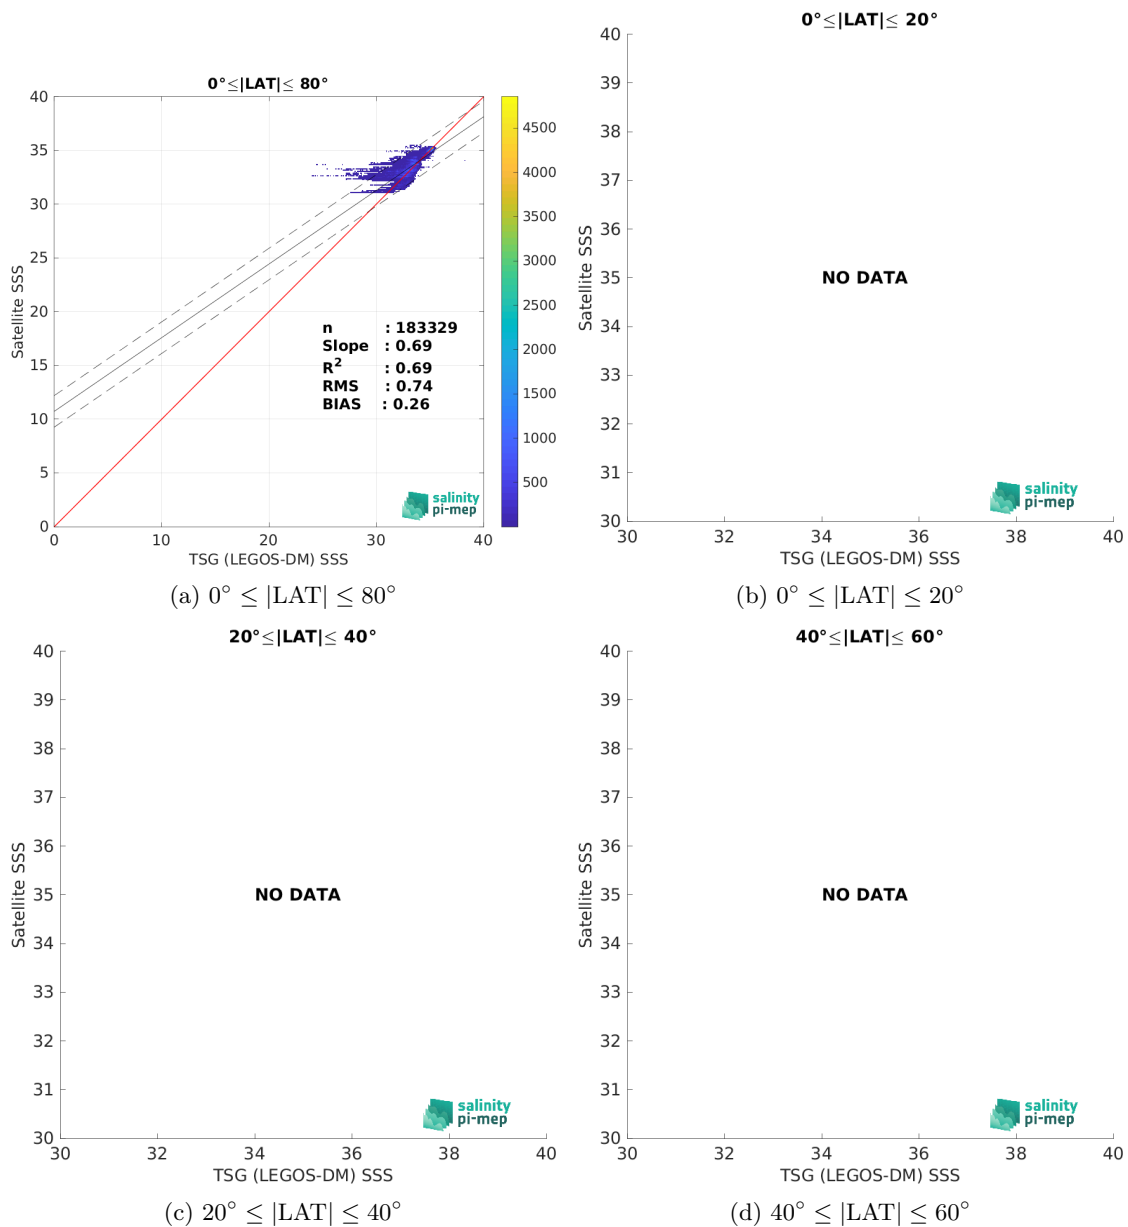 0°≤|LAT|≤ 80°
40
35
30
25
20
15
10
5
0
Satellite SSS
0
10
20
30
40
TSG (LEGOS-DM) SSS
n : 183329
Slope : 0.69
R² : 0.69
RMS : 0.74
BIAS : 0.26
salinity
pi-mep
4500
4000
3500
3000
2500
2000
1500
1000
500
(a) 0° ≤ |LAT| ≤ 80°
0°≤|LAT|≤ 20°
40
39
38
37
36
35
34
33
32
31
30
Satellite SSS
NO DATA
salinity
pi-mep
30
32
34
36
38
40
TSG (LEGOS-DM) SSS
(b) 0° ≤ |LAT| ≤ 20°
20°≤|LAT|≤ 40°
40
39
38
37
36
35
34
33
32
31
30
Satellite SSS
NO DATA
salinity
pi-mep
30
32
34
36
38
40
TSG (LEGOS-DM) SSS
(c) 20° ≤ |LAT| ≤ 40°
40°≤|LAT|≤ 60°
40
39
38
37
36
35
34
33
32
31
30
Satellite SSS
NO DATA
salinity
pi-mep
30
32
34
36
38
40
TSG (LEGOS-DM) SSS
(d) 40° ≤ |LAT| ≤ 60°